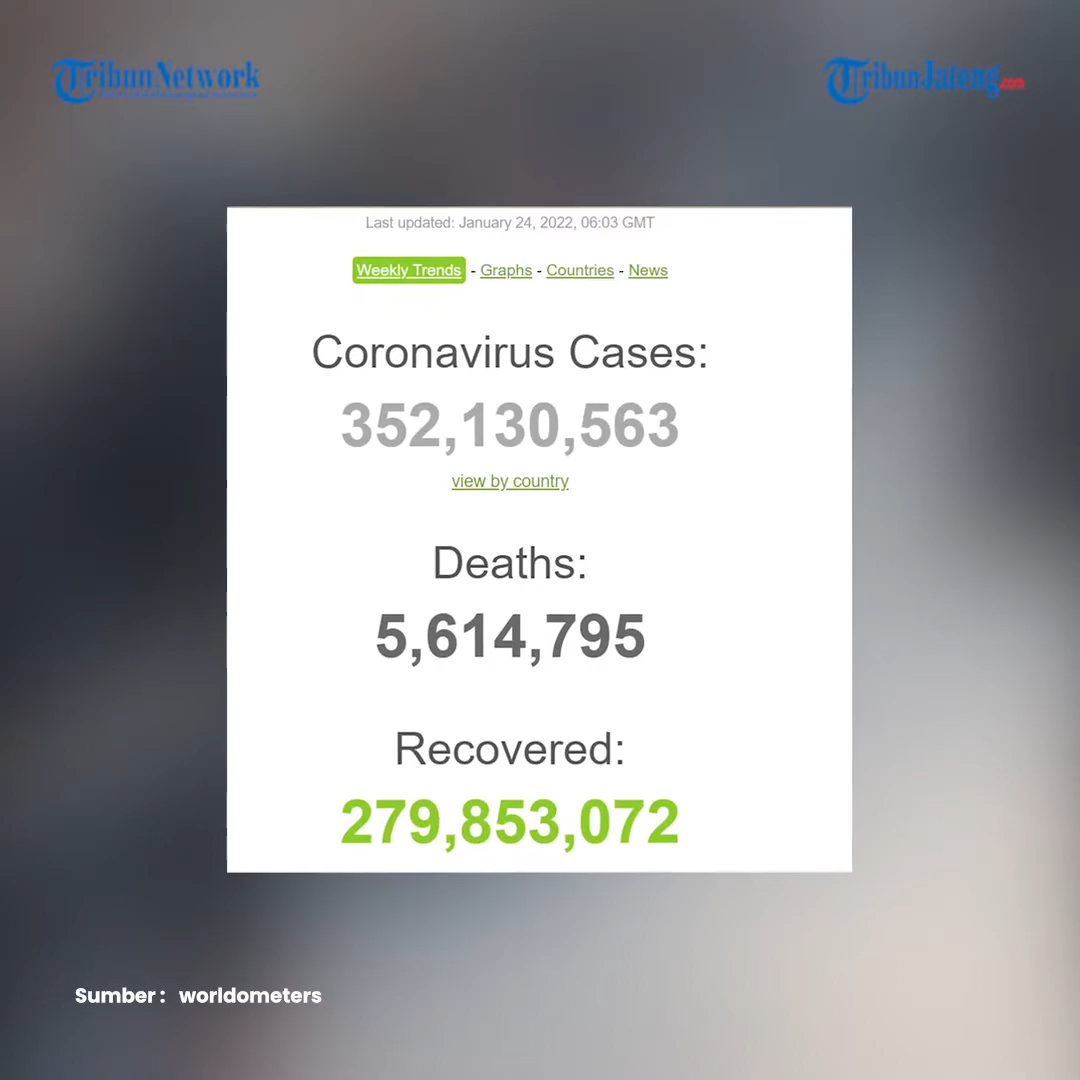 TribunNetwork
TribunJateng.com
Last updated: January 24, 2022, 06:03 GMT
Weekly Trends - Graphs - Countries - News
Coronavirus Cases:
352,130,563
view by country
Deaths:
5,614,795
Recovered:
279,853,072
Sumber : worldometers